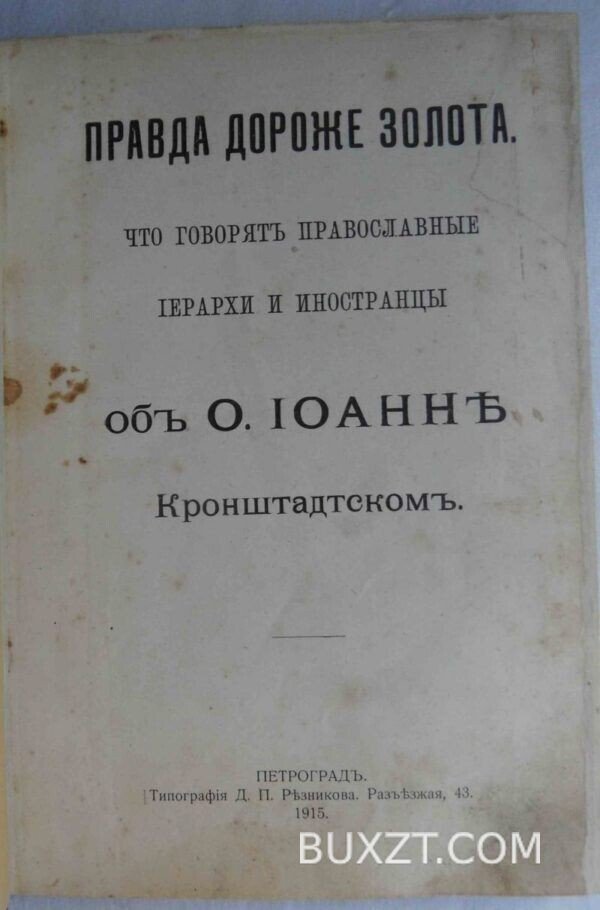 ПРАВДА ДОРОЖЕ ЗОЛОТА.
ЧТО ГОВОРЯТЪ ПРАВОСЛАВНЫЕ
ІЕРАРХИ И ИНОСТРАНЦЫ
объ О. ІОАННѢ
Кронштадтскомъ.
ПЕТРОГРАДЪ.
Типографія Д. П. Рѣзникова. Разъѣзжая, 43.
1915.
BUXZT.COM